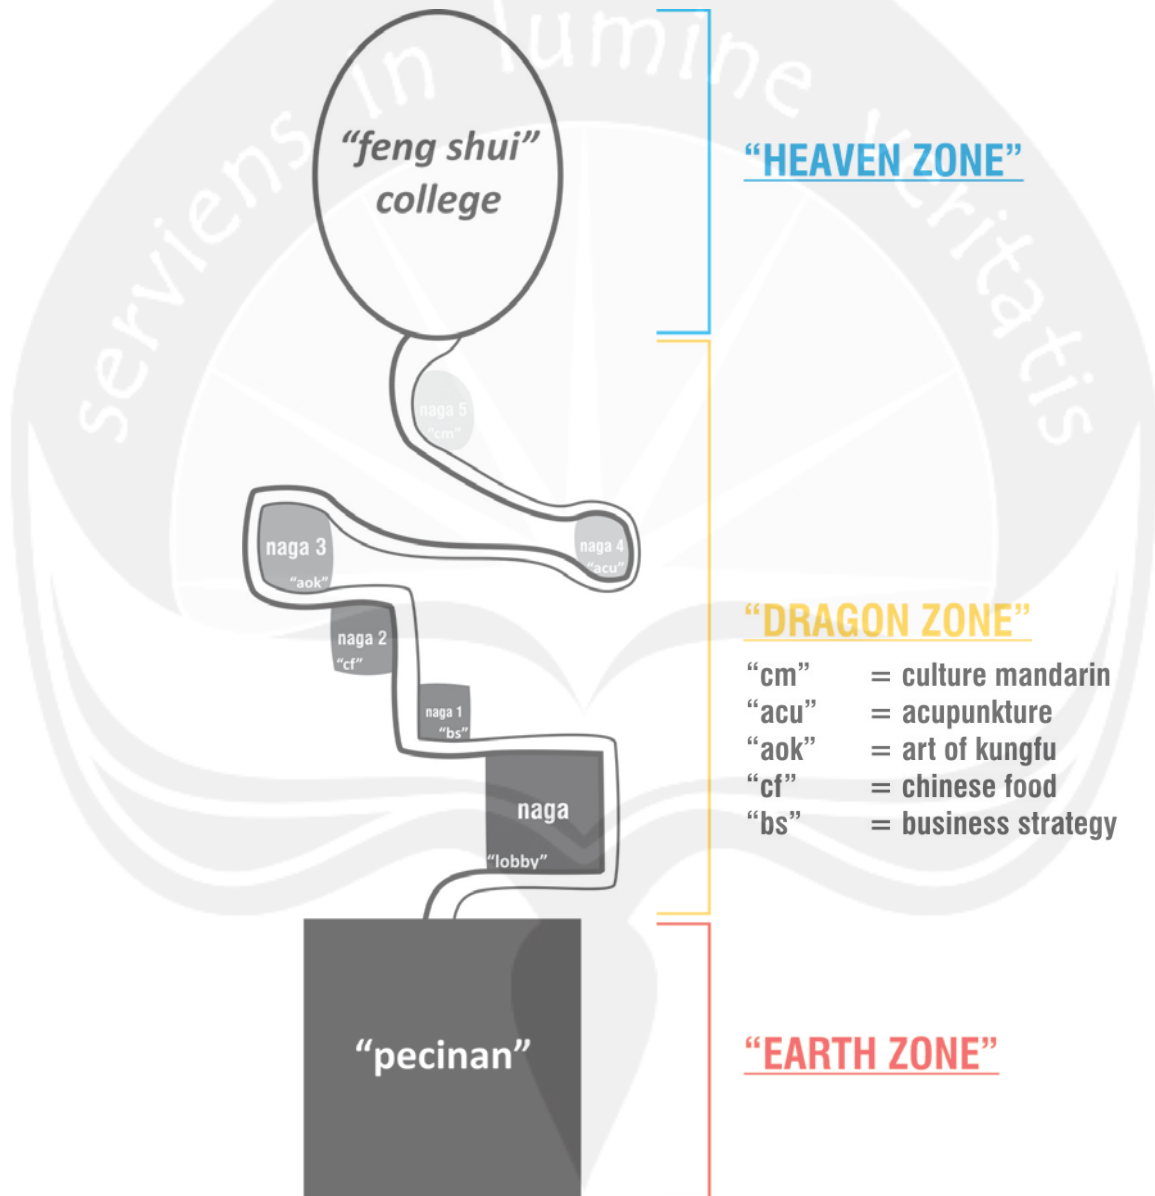 serviens in lumine veritatis
“feng shui”
college
“HEAVEN ZONE”
naga 5
“cm”
naga 3
“aok”
naga 4
“acu”
naga 2
“cf”
naga 1
“bs”
naga
“lobby”
“DRAGON ZONE”
“cm” = culture mandarin
“acu” = acupunkture
“aok” = art of kungfu
“cf” = chinese food
“bs” = business strategy
“pecinan”
“EARTH ZONE”